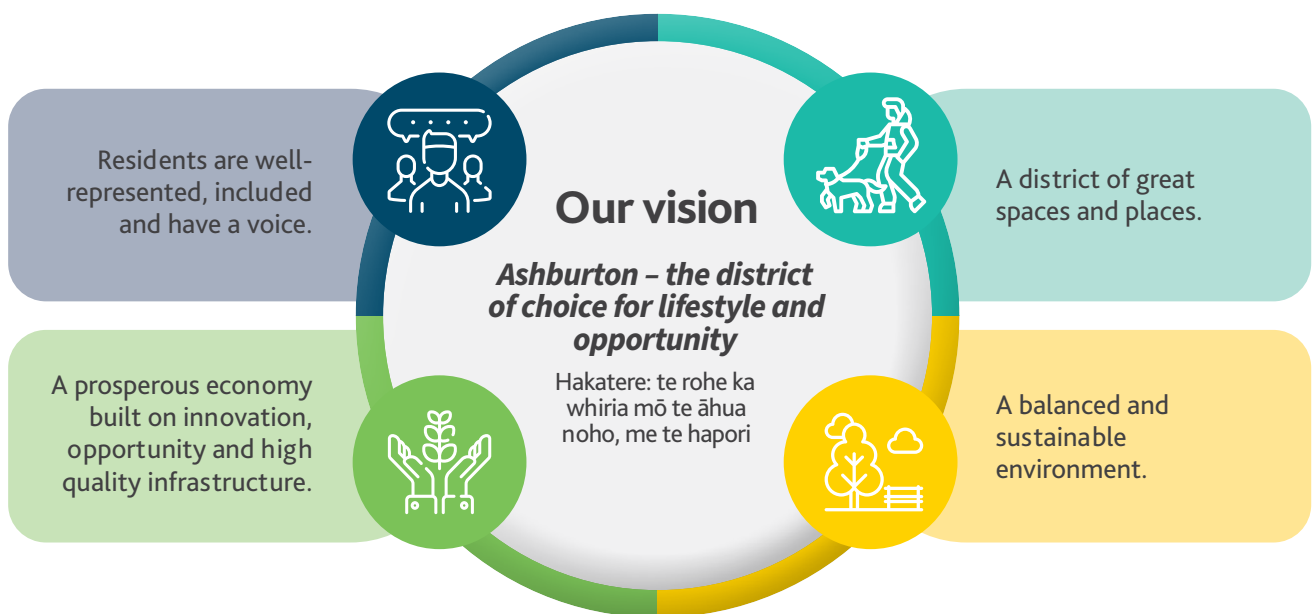 Residents are well-
represented, included
and have a voice.
A district of great
spaces and places.
Our vision
Ashburton – the district
of choice for lifestyle and
opportunity
Hakatere: te rohe ka
whiria mō te āhua
noho, me te hapori
A prosperous economy
built on innovation,
opportunity and high
quality infrastructure.
A balanced and
sustainable
environment.